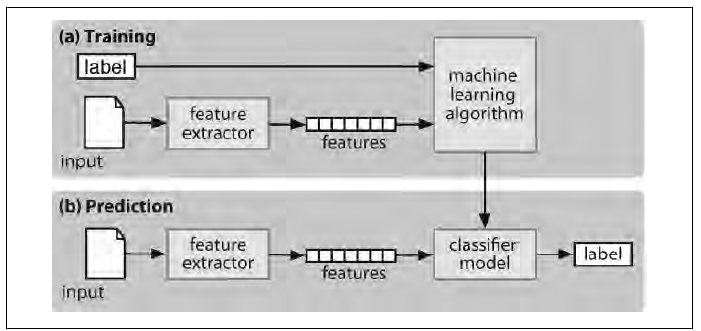 (a) Training
label
machine
learning
algorithm
feature
extractor
features
input
(b) Prediction
feature
extractor
features
classifier
model
label
input